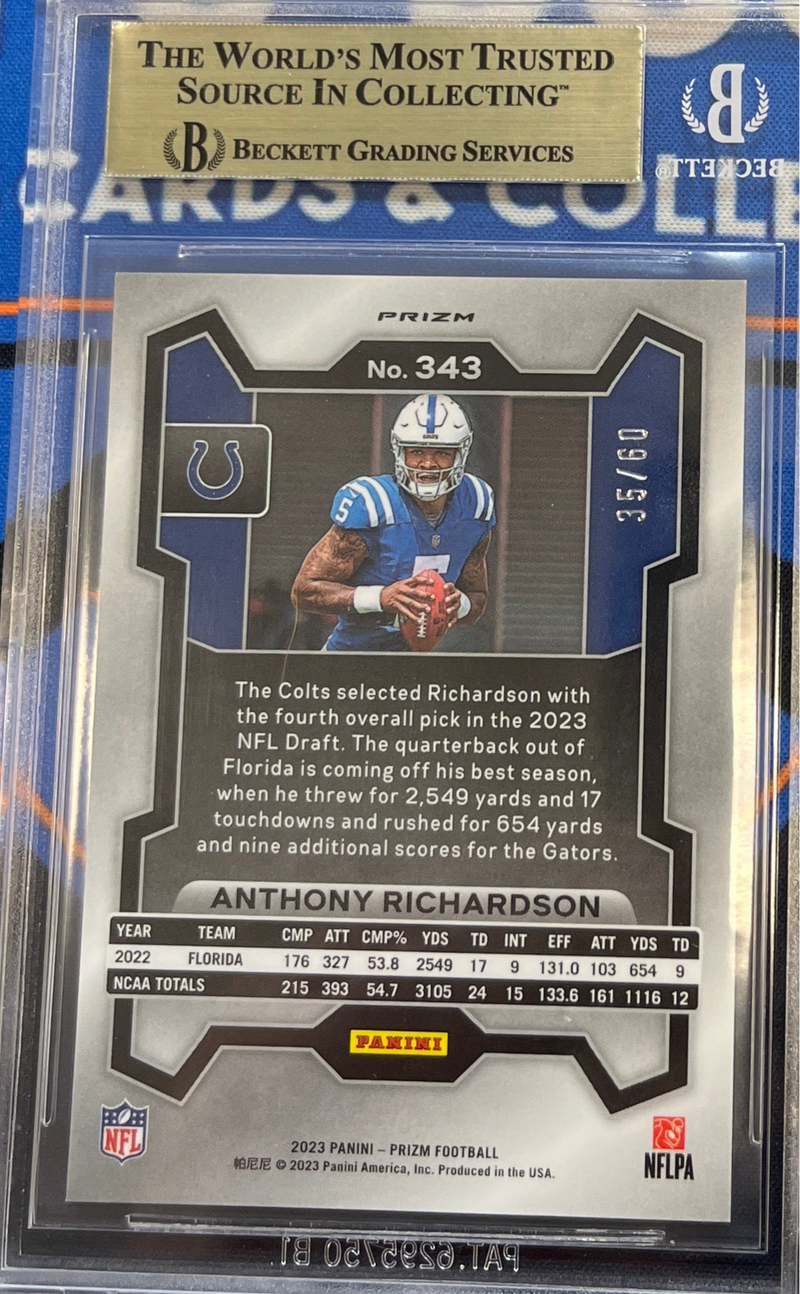 THE WORLD'S MOST TRUSTED
SOURCE IN COLLECTING™
B BECKETT GRADING SERVICES
B
BECKETT®
CARDS & COLLE
PRIZM
No. 343
35/60
COLTS
5
The Colts selected Richardson with
the fourth overall pick in the 2023
NFL Draft. The quarterback out of
Florida is coming off his best season,
when he threw for 2,549 yards and 17
touchdowns and rushed for 654 yards
and nine additional scores for the Gators.
ANTHONY RICHARDSON
YEAR TEAM CMP ATT CMP% YDS TD INT EFF ATT YDS TD
2022 FLORIDA 176 327 53.8 2549 17 9 131.0 103 654 9
NCAA TOTALS 215 393 54.7 3105 24 15 133.6 161 1116 12
PANINI
NFL
2023 PANINI – PRIZM FOOTBALL
帕尼尼 © 2023 Panini America, Inc. Produced in the USA.
NFLPA
PAT.6295750 B1